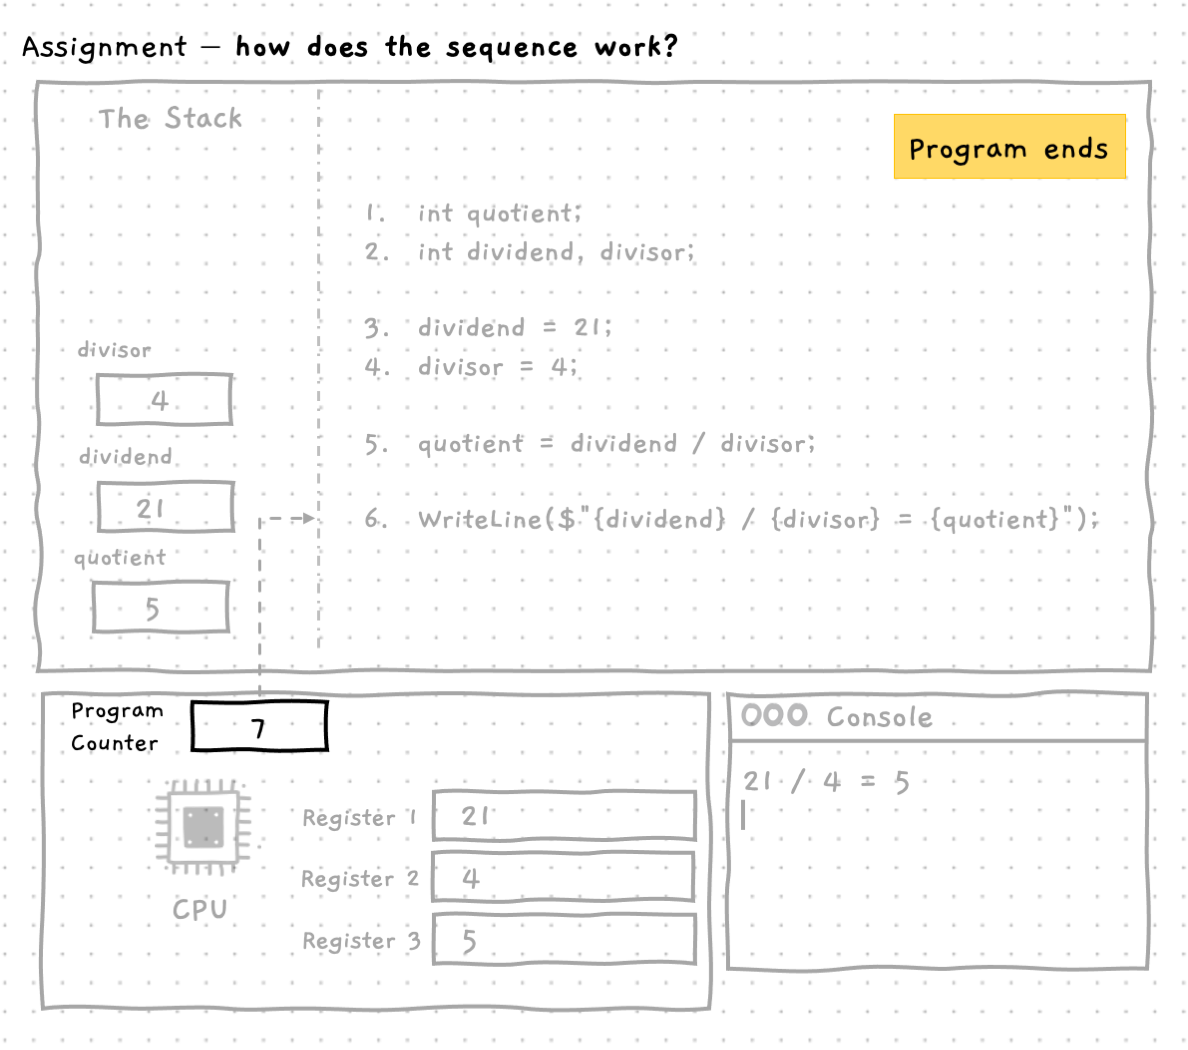 Assignment – how does the sequence work?
The Stack
Program ends
1. int quotient;
2. int dividend, divisor;
3. dividend = 21;
4. divisor = 4;
5. quotient = dividend / divisor;
6. WriteLine($"{dividend} / {divisor} = {quotient}");
divisor
4
dividend
21
quotient
5
Program
Counter
7
CPU
Register 1
21
Register 2
4
Register 3
5
Console
21 / 4 = 5